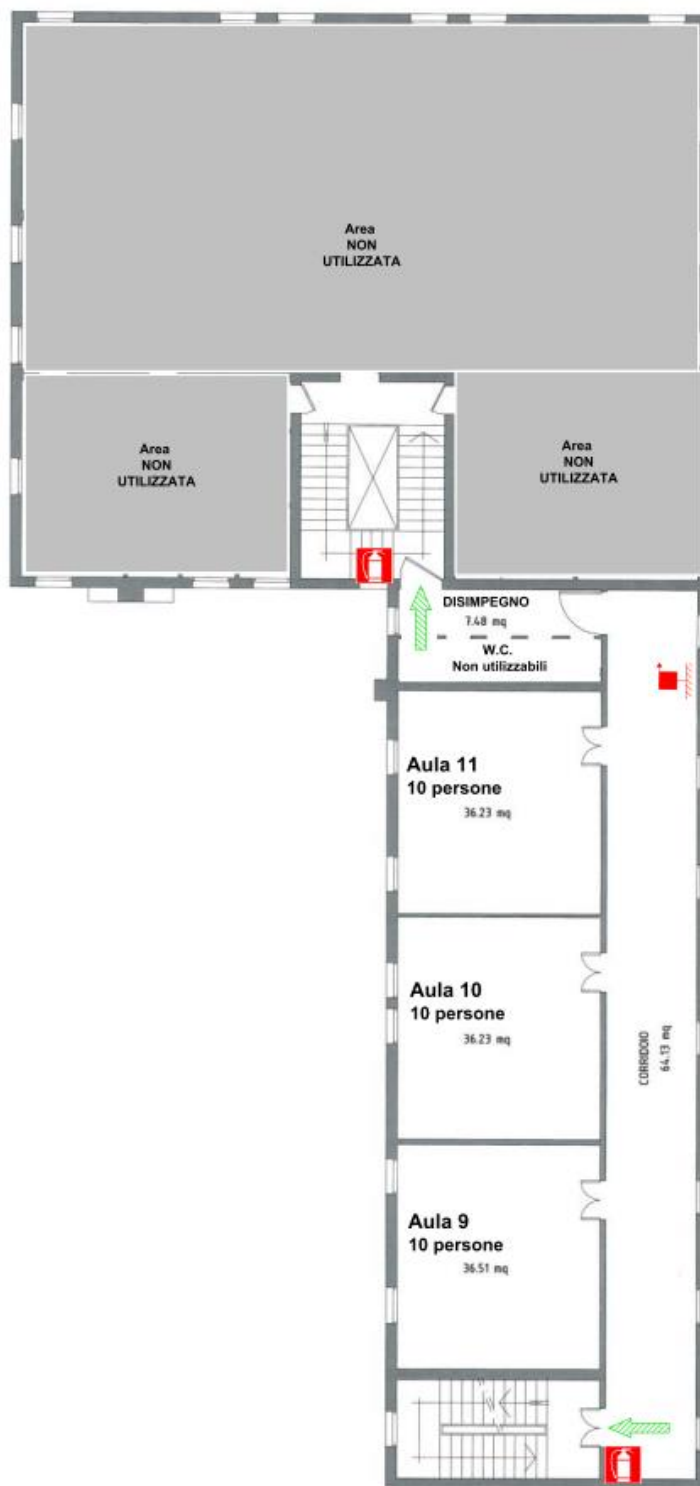 Area
NON
UTILIZZATA
Area
NON
UTILIZZATA
Area
NON
UTILIZZATA
DISIMPEGNO
7.48 mq
W.C.
Non utilizzabili
Aula 11
10 persone
36.23 mq
Aula 10
10 persone
36.23 mq
CORRIDOIO
64.13 mq
Aula 9
10 persone
36.51 mq